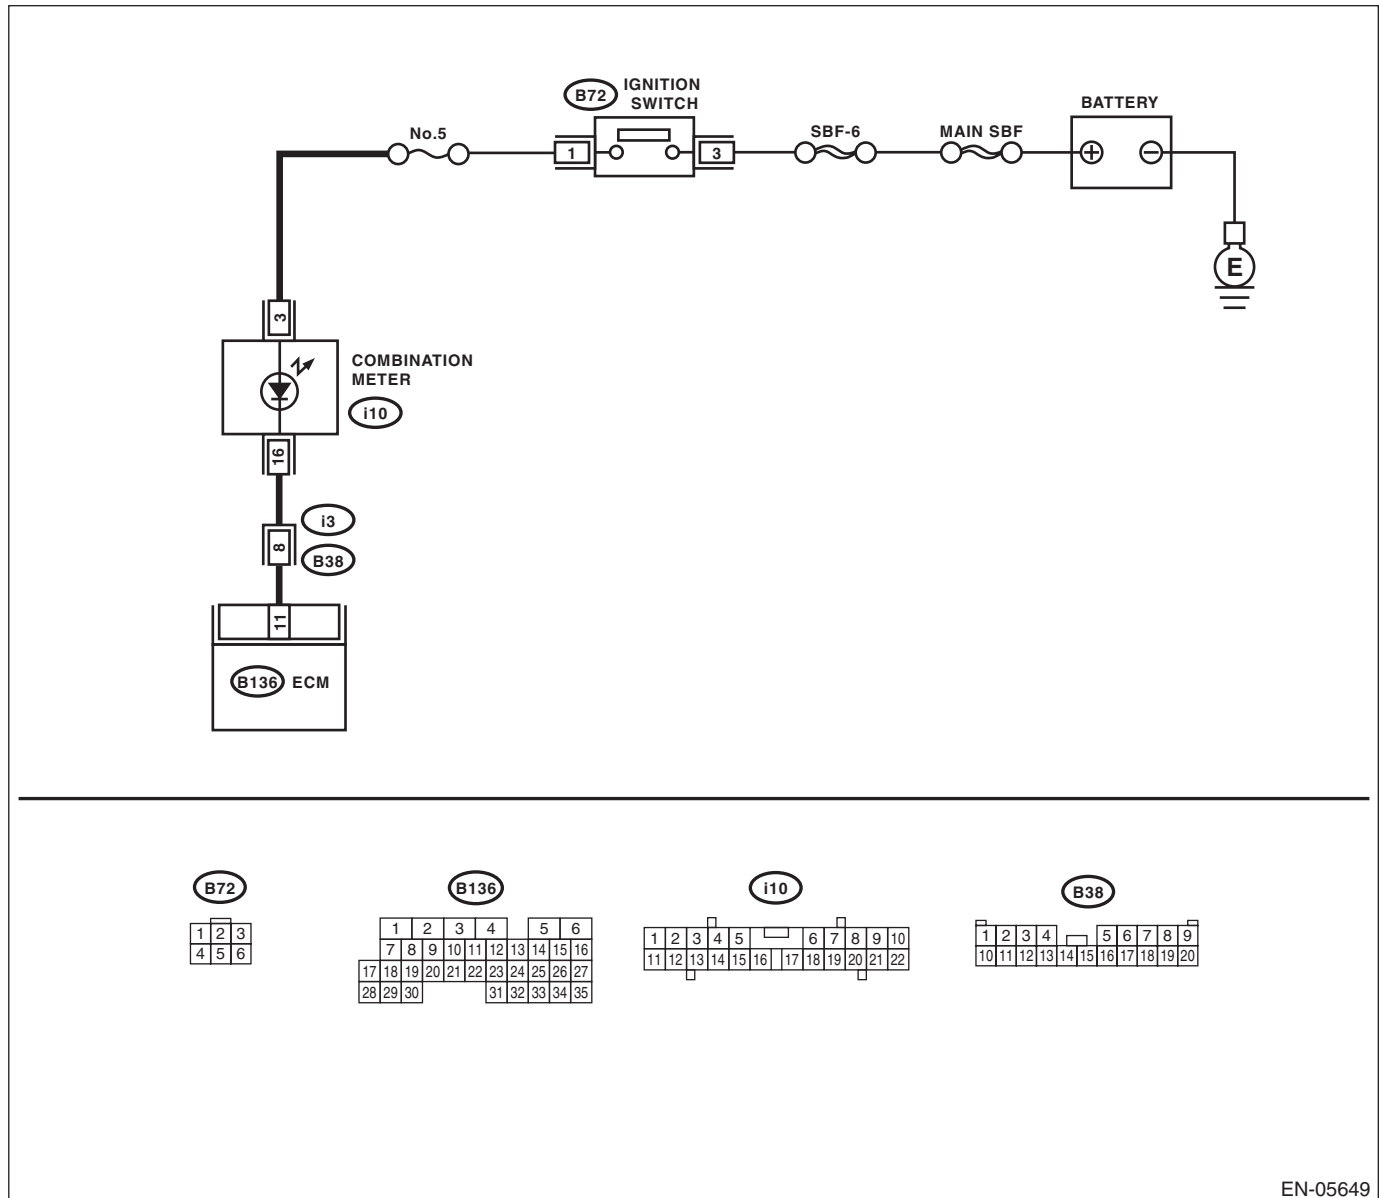 IGNITION
SWITCH
B72
BATTERY
No.5
SBF-6
MAIN SBF
1
3
E
3
COMBINATION
METER
i10
16
i3
8
B38
11
B136 ECM
B72
B136
i10
B38
1 2 3
4 5 6
1 2 3 4 5 6
7 8 9 10 11 12 13 14 15 16
17 18 19 20 21 22 23 24 25 26 27
28 29 30 31 32 33 34 35
1 2 3 4 5 6 7 8 9 10
11 12 13 14 15 16 17 18 19 20 21 22
1 2 3 4 5 6 7 8 9
10 11 12 13 14 15 16 17 18 19 20
EN-05649